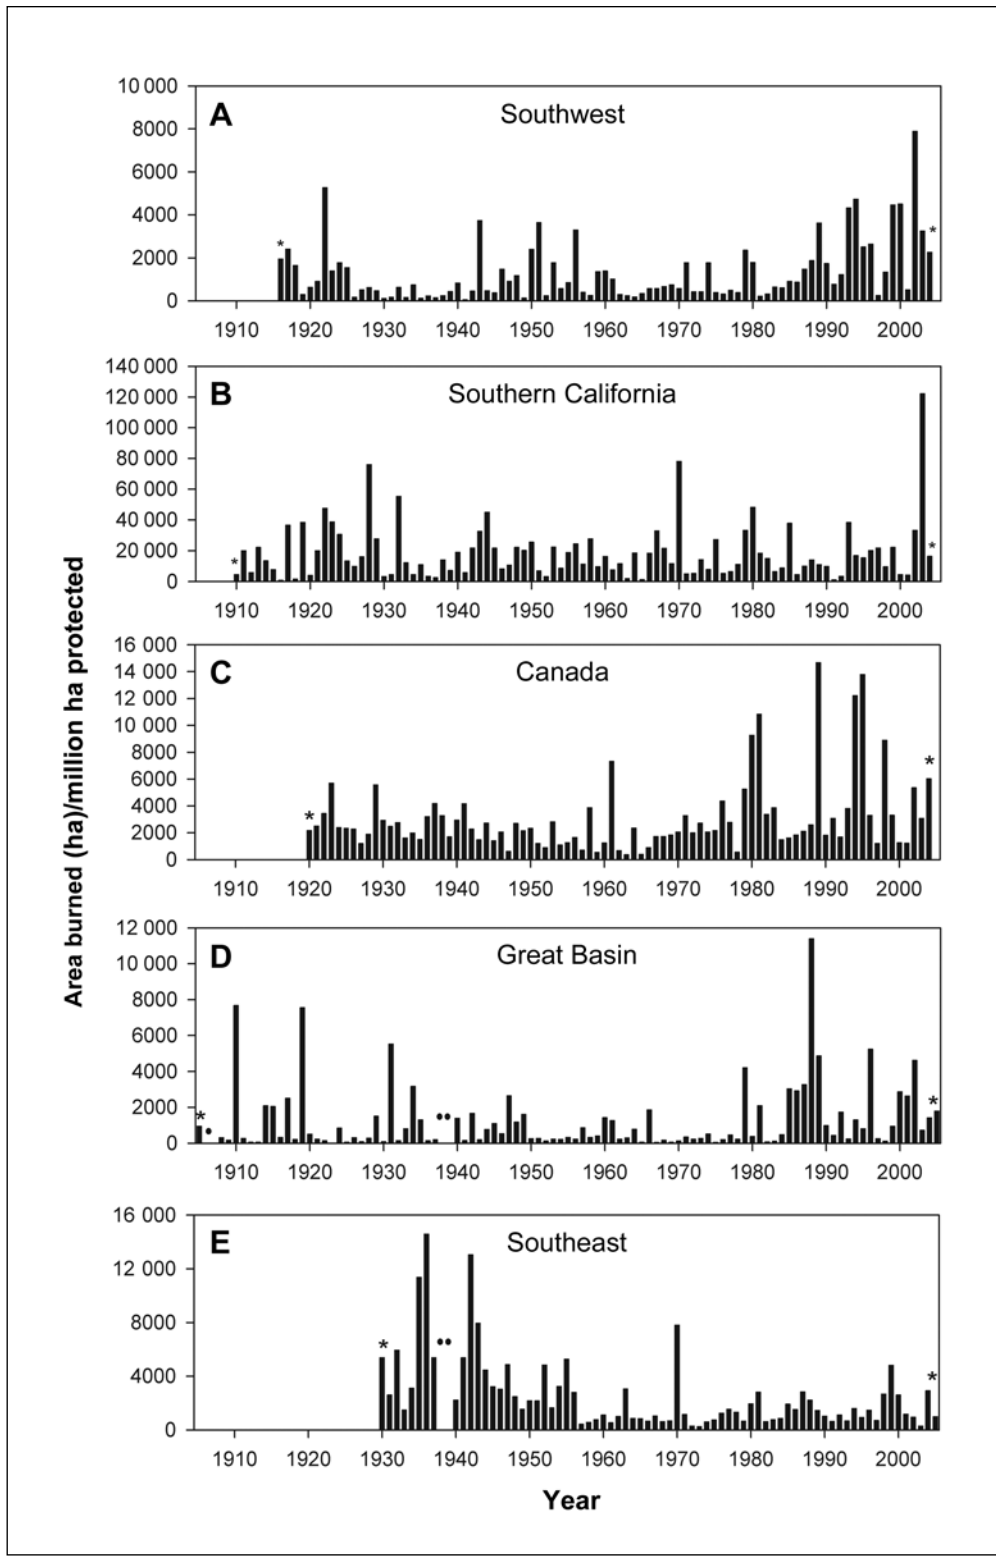 A Southwest
10 000
8000
6000
4000
2000
0
* *
1910 1920 1930 1940 1950 1960 1970 1980 1990 2000
B Southern California
140 000
120 000
100 000
80 000
60 000
40 000
20 000
0
* *
1910 1920 1930 1940 1950 1960 1970 1980 1990 2000
C Canada
16 000
14 000
12 000
10 000
8000
6000
4000
2000
0
* *
1910 1920 1930 1940 1950 1960 1970 1980 1990 2000
D Great Basin
12 000
10 000
8000
6000
4000
2000
0
* • •• *
1910 1920 1930 1940 1950 1960 1970 1980 1990 2000
E Southeast
16 000
12 000
8000
4000
0
* •• *
1910 1920 1930 1940 1950 1960 1970 1980 1990 2000
Area burned (ha)/million ha protected
Year